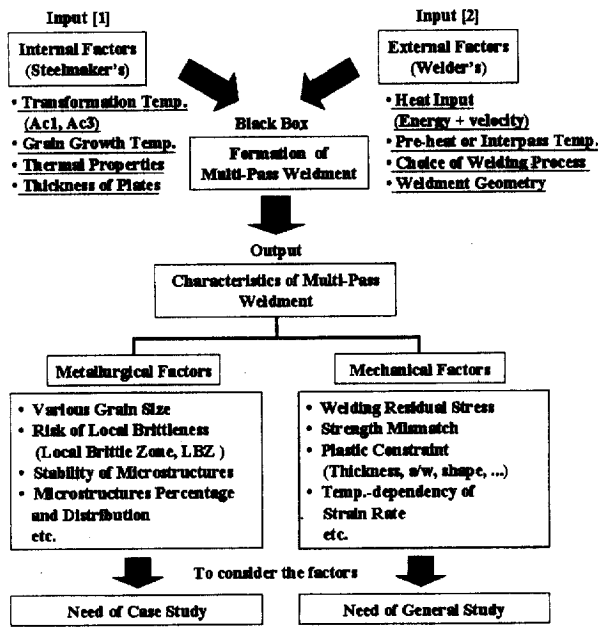 Input [1]
Internal Factors
(Steelmaker's)
• Transformation Temp.
(Ac1, Ac3)
• Grain Growth Temp.
• Thermal Properties
• Thickness of Plates
Input [2]
External Factors
(Welder's)
• Heat Input
(Energy + velocity)
• Pre-heat or Interpass Temp.
• Choice of Welding Process
• Weldment Geometry
Black Box
Formation of
Multi-Pass Weldment
Output
Characteristics of Multi-Pass
Weldment
Metallurgical Factors
• Various Grain Size
• Risk of Local Brittleness
(Local Brittle Zone, LBZ )
• Stability of Microstructures
• Microstructures Percentage
and Distribution
etc.
Mechanical Factors
• Welding Residual Stress
• Strength Mismatch
• Plastic Constraint
(Thickness, a/w, shape, ...)
• Temp.-dependency of
Strain Rate
etc.
To consider the factors
Need of Case Study
Need of General Study